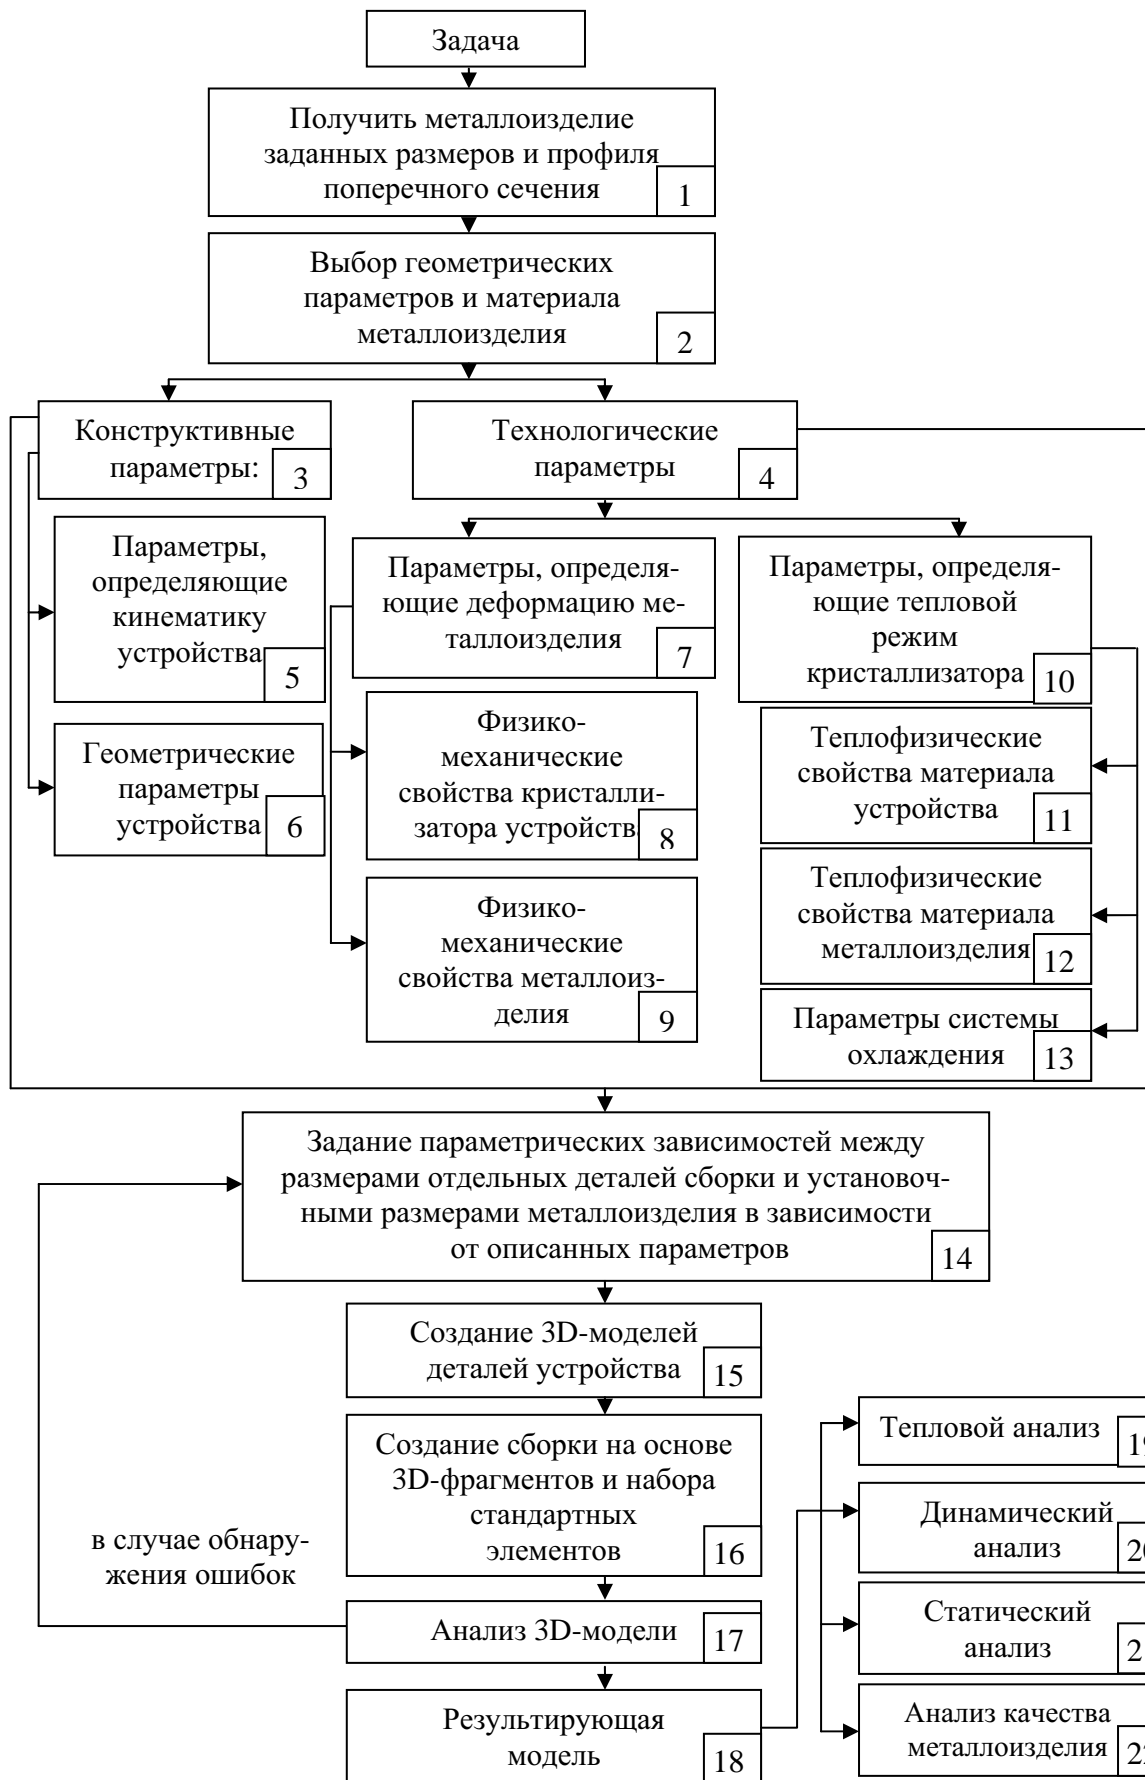 Задача
Получить металлоизделие
заданных размеров и профиля
поперечного сечения
1
Выбор геометрических
параметров и материала
металлоизделия
2
Конструктивные
параметры:
3
Технологические
параметры
4
Параметры,
определяющие
кинематику
устройства
5
Геометрические
параметры
устройства
6
Параметры, определя-
ющие деформацию ме-
таллоизделия
7
Физико-
механические
свойства кристалли-
затора устройства
8
Физико-
механические
свойства металлоиз-
делия
9
Параметры, определя-
ющие тепловой
режим
кристаллизатора
10
Теплофизические
свойства материала
устройства
11
Теплофизические
свойства материала
металлоизделия
12
Параметры системы
охлаждения
13
Задание параметрических зависимостей между
размерами отдельных деталей сборки и установоч-
ными размерами металлоизделия в зависимости
от описанных параметров
14
Создание 3D-моделей
деталей устройства
15
Создание сборки на основе
3D-фрагментов и набора
стандартных
элементов
16
в случае обнару-
жения ошибок
Анализ 3D-модели
17
Результирующая
модель
18
Тепловой анализ
19
Динамический
анализ
20
Статический
анализ
2
Анализ качества
металлоизделия
22